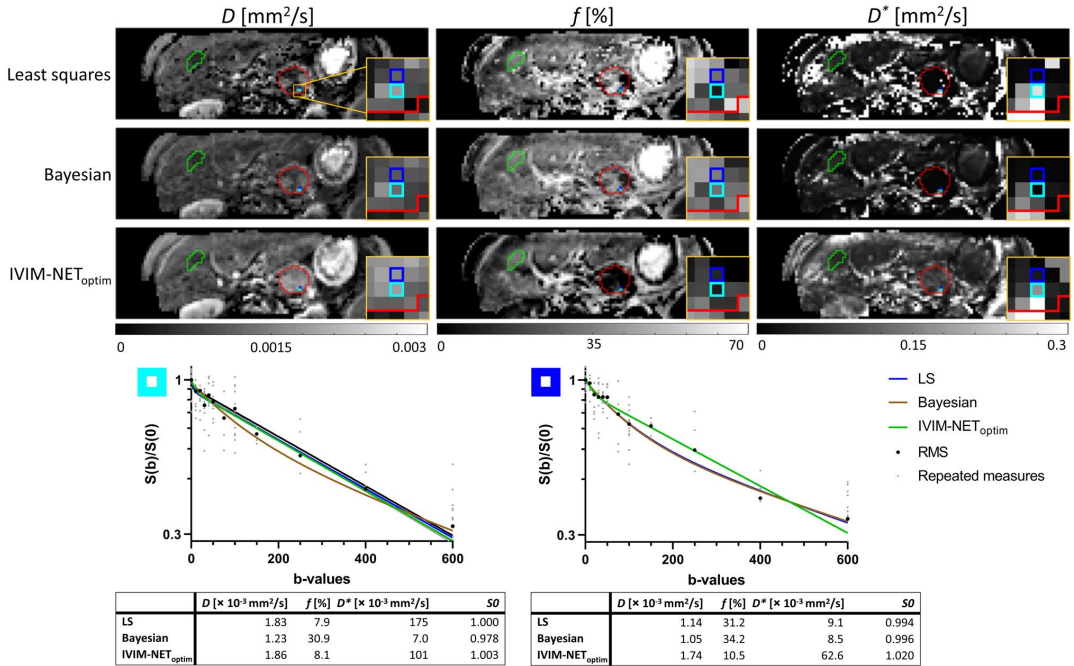 D [mm²/s] f [%] D* [mm²/s]
Least squares
Bayesian
IVIM-NEToptim
0 0.0015 0.003 0 35 70 0 0.15 0.3
S(b)/S(0)
1
0.3
0 200 400 600
b-values
S(b)/S(0)
1
0.3
0 200 400 600
b-values
LS
Bayesian
IVIM-NEToptim
RMS
Repeated measures
D [× 10⁻³ mm²/s] f [%] D* [× 10⁻³ mm²/s] S0
LS 1.83 7.9 175 1.000
Bayesian 1.23 30.9 7.0 0.978
IVIM-NEToptim 1.86 8.1 101 1.003
D [× 10⁻³ mm²/s] f [%] D* [× 10⁻³ mm²/s] S0
LS 1.14 31.2 9.1 0.994
Bayesian 1.05 34.2 8.5 0.996
IVIM-NEToptim 1.74 10.5 62.6 1.020